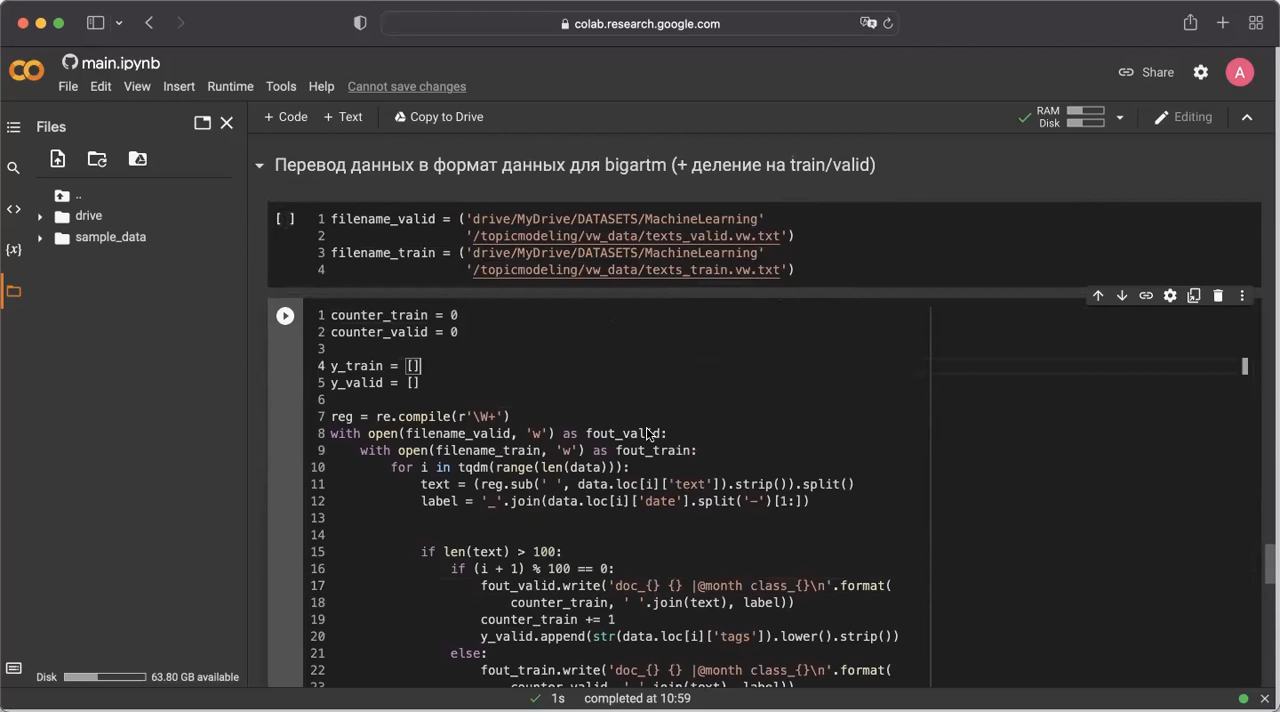 colab.research.google.com
main.ipynb
Share
A
File Edit View Insert Runtime Tools Help Cannot save changes
Files
+ Code + Text Copy to Drive
RAM
Disk
Editing
..
drive
sample_data
Перевод данных в формат данных для bigartm (+ деление на train/valid)
[ ] 1 filename_valid = ('drive/MyDrive/DATASETS/MachineLearning'
2 '/topicmodeling/vw_data/texts_valid.vw.txt')
3 filename_train = ('drive/MyDrive/DATASETS/MachineLearning'
4 '/topicmodeling/vw_data/texts_train.vw.txt')
1 counter_train = 0
2 counter_valid = 0
3
4 y_train = []
5 y_valid = []
6
7 reg = re.compile(r'\W+')
8 with open(filename_valid, 'w') as fout_valid:
9 with open(filename_train, 'w') as fout_train:
10 for i in tqdm(range(len(data))):
11 text = (reg.sub(' ', data.loc[i]['text']).strip()).split()
12 label = '_'.join(data.loc[i]['date'].split('-')[1:])
13
14
15 if len(text) > 100:
16 if (i + 1) % 100 == 0:
17 fout_valid.write('doc_{} {} |@month class_{}\n'.format(
18 counter_train, ' '.join(text), label))
19 counter_train += 1
20 y_valid.append(str(data.loc[i]['tags']).lower().strip())
21 else:
22 fout_train.write('doc_{} {} |@month class_{}\n'.format(
23 counter_valid, ' '.join(text), label))
Disk 63.80 GB available
1s completed at 10:59